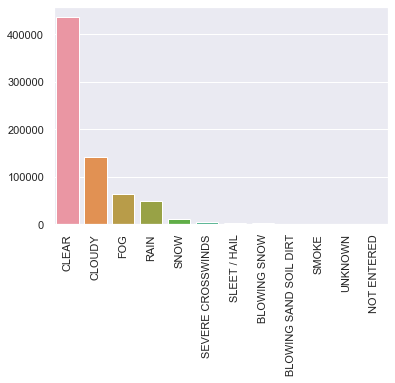 400000
300000
200000
100000
0
CLEAR
CLOUDY
FOG
RAIN
SNOW
SEVERE CROSSWINDS
SLEET / HAIL
BLOWING SNOW
BLOWING SAND SOIL DIRT
SMOKE
UNKNOWN
NOT ENTERED